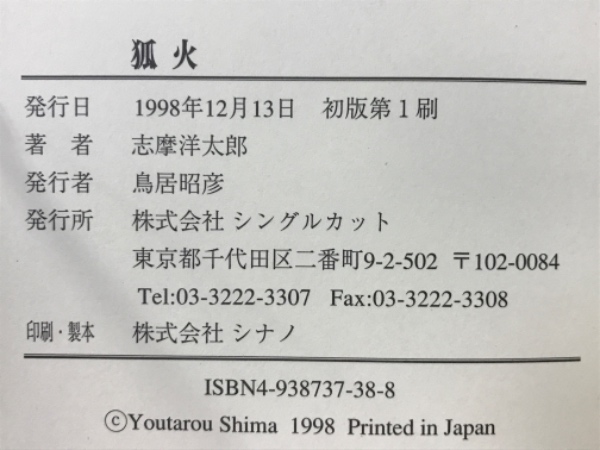 狐火
発行日 1998年12月13日 初版第1刷
著者 志摩洋太郎
発行者 鳥居昭彦
発行所 株式会社 シングルカット
東京都千代田区二番町9-2-502 〒102-0084
Tel:03-3222-3307 Fax:03-3222-3308
印刷・製本 株式会社 シナノ
ISBN4-938737-38-8
©Youtarou Shima 1998 Printed in Japan